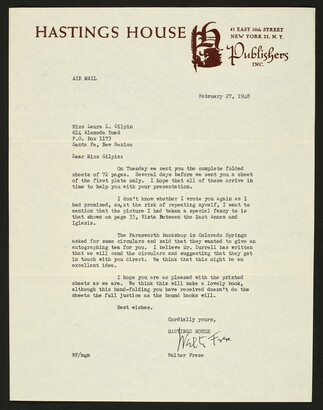 HASTINGS HOUSE
41 EAST 50th STREET
NEW YORK 22, N.Y.
Publishers
INC.
AIR MAIL
February 27, 1948
Miss Laura L. Gilpin
414 Alameda Road
P.O. Box 1173
Santa Fe, New Mexico
Dear Miss Gilpin:
On Tuesday we sent you the complete folded
sheets of 72 pages. Several days before we sent you a sheet
of the first plate only. I hope that all of these arrive in
time to help you with your presentation.
I don't know whether I wrote you again as I
had promised, so, at the risk of repeating myself, I want to
mention that the picture I had taken a special fancy to is
that shown on page 33, Vista Between the East Annex and
Iglesia.
The Farnworth Bookshop in Colorado Springs
asked for some circulars and said that they wanted to give an
autographing tea for you. I believe Mr. Durrell has written
that we will send the circulars and suggesting that they get
in touch with you direct. We think that this might be an
excellent idea.
I hope you are as pleased with the printed
sheets as we are. We think this will make a lovely book,
although this hand-folding you have received doesn't do the
sheets the full justice as the bound books will.
Best wishes.
Cordially yours,
HASTINGS HOUSE
Walter Frese
WF/mgm
Walter Frese